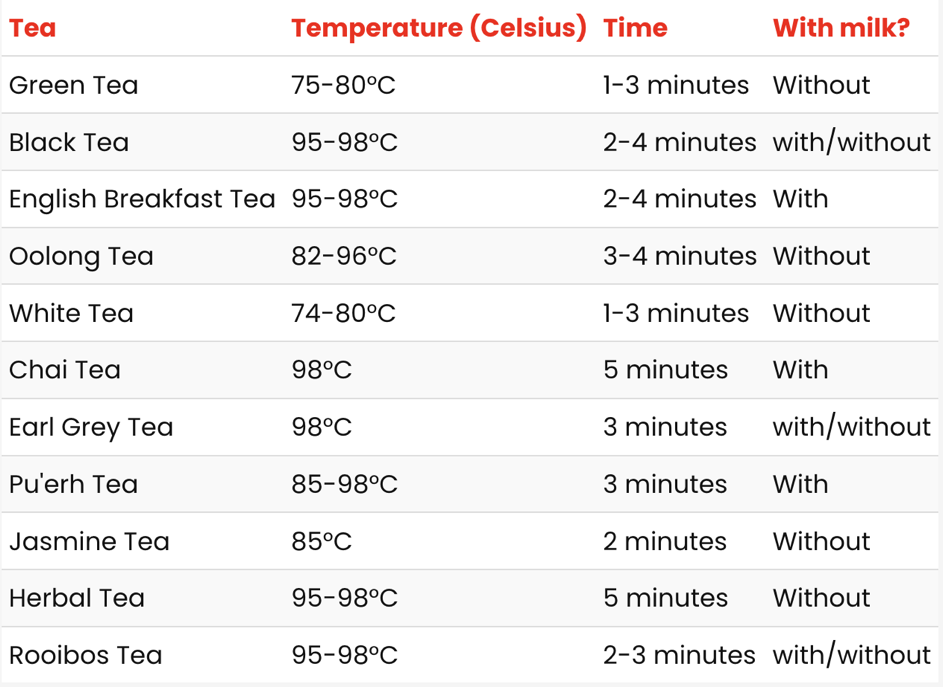 Tea Temperature (Celsius) Time With milk?
Green Tea 75-80°C 1-3 minutes Without
Black Tea 95-98°C 2-4 minutes with/without
English Breakfast Tea 95-98°C 2-4 minutes With
Oolong Tea 82-96°C 3-4 minutes Without
White Tea 74-80°C 1-3 minutes Without
Chai Tea 98°C 5 minutes With
Earl Grey Tea 98°C 3 minutes with/without
Pu'erh Tea 85-98°C 3 minutes With
Jasmine Tea 85°C 2 minutes Without
Herbal Tea 95-98°C 5 minutes Without
Rooibos Tea 95-98°C 2-3 minutes with/without